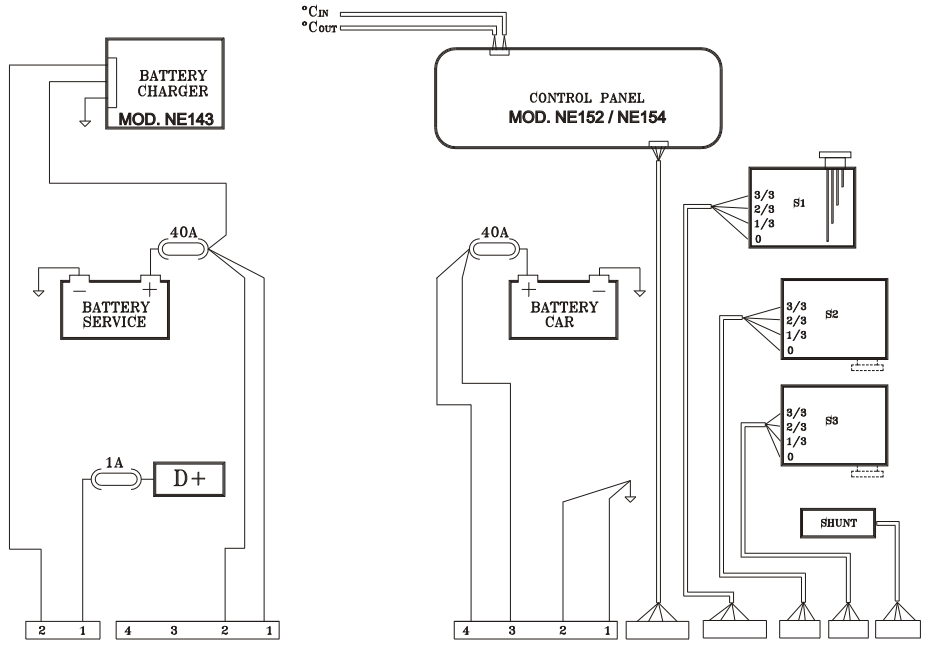 °CIN
°COUT
BATTERY
CHARGER
MOD. NE143
CONTROL PANEL
MOD. NE152 / NE154
S1
3/3
2/3
1/3
0
40A
BATTERY
SERVICE
- +
40A
BATTERY
CAR
+ -
S2
3/3
2/3
1/3
0
S3
3/3
2/3
1/3
0
1A
D+
SHUNT
2 1
4 3 2 1
4 3 2 1